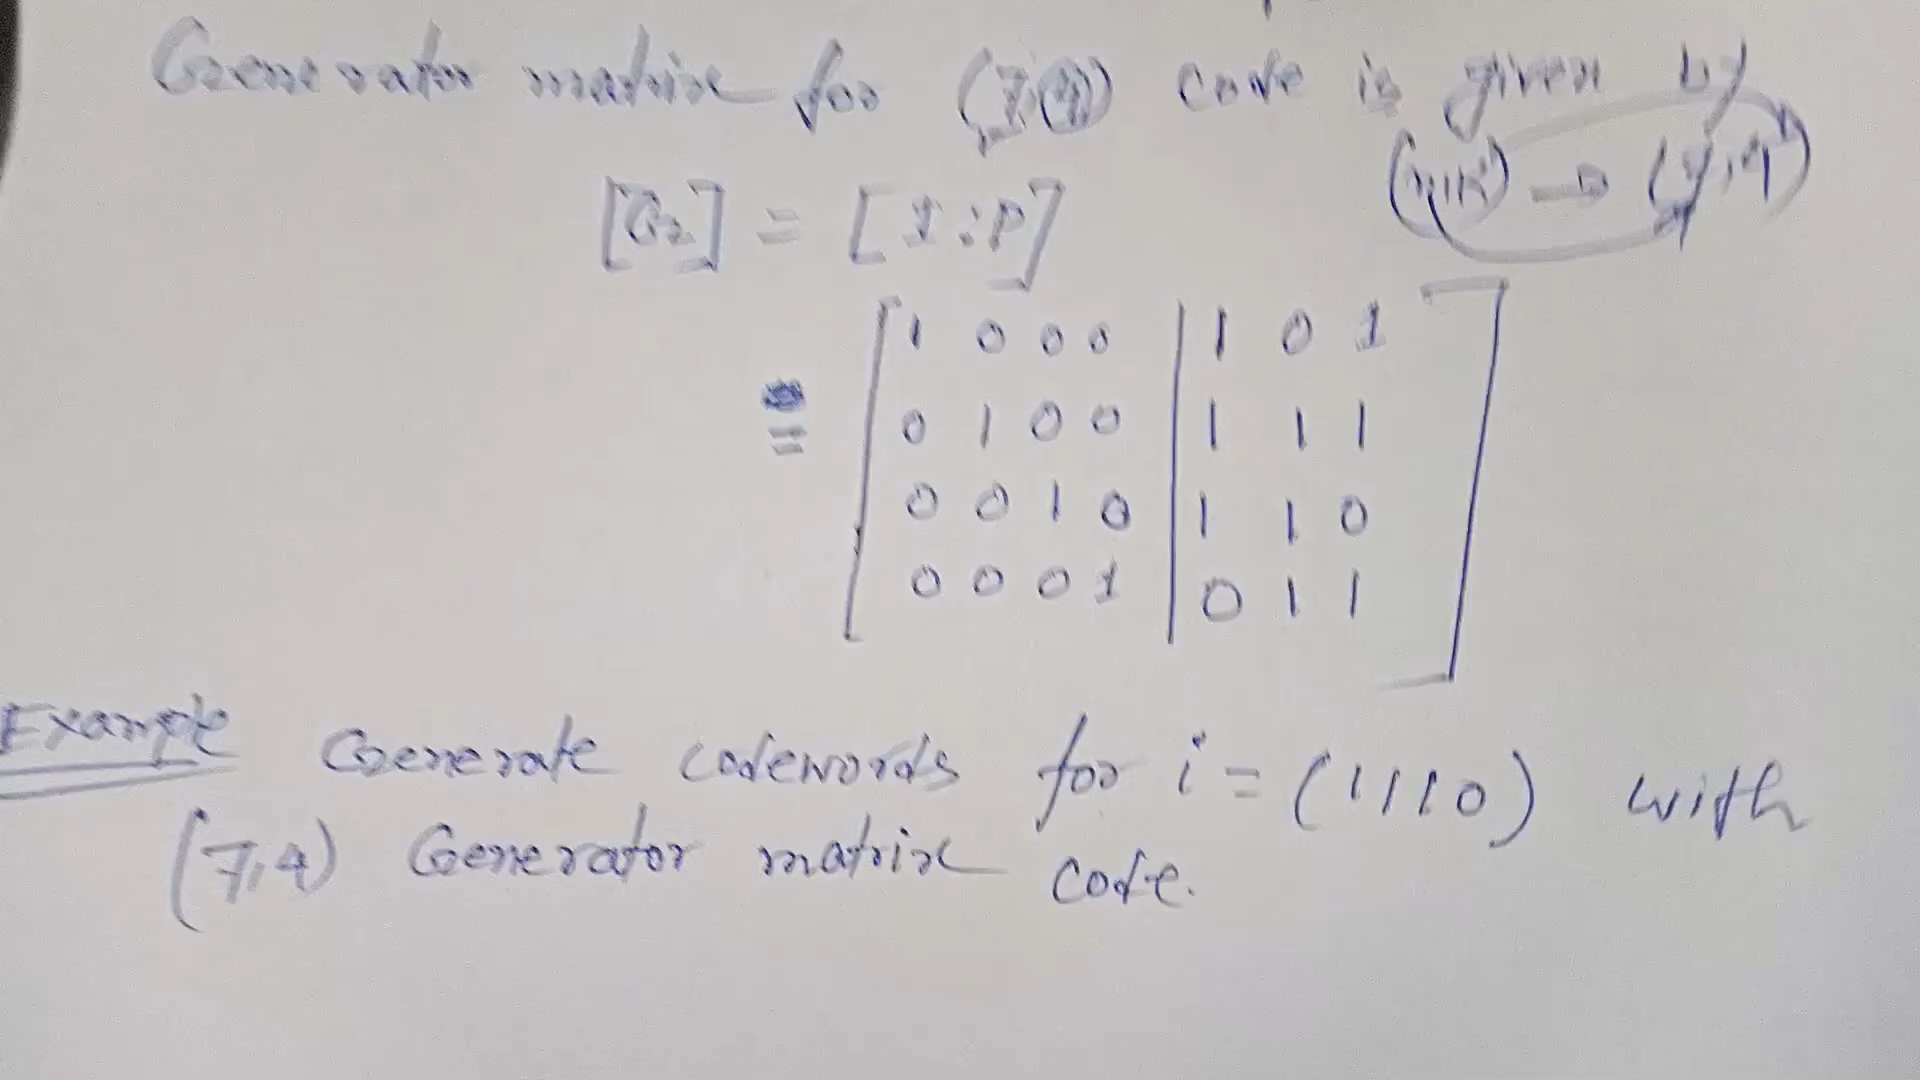 Generator matrix for (7,4) code is given by
(n,k) → (7,4)
[G] = [I:P]
= [1 0 0 0 | 1 0 1
0 1 0 0 | 1 1 1
0 0 1 0 | 1 1 0
0 0 0 1 | 0 1 1]
Example Generate codewords for i = (1110) with
(7,4) Generator matrix code.